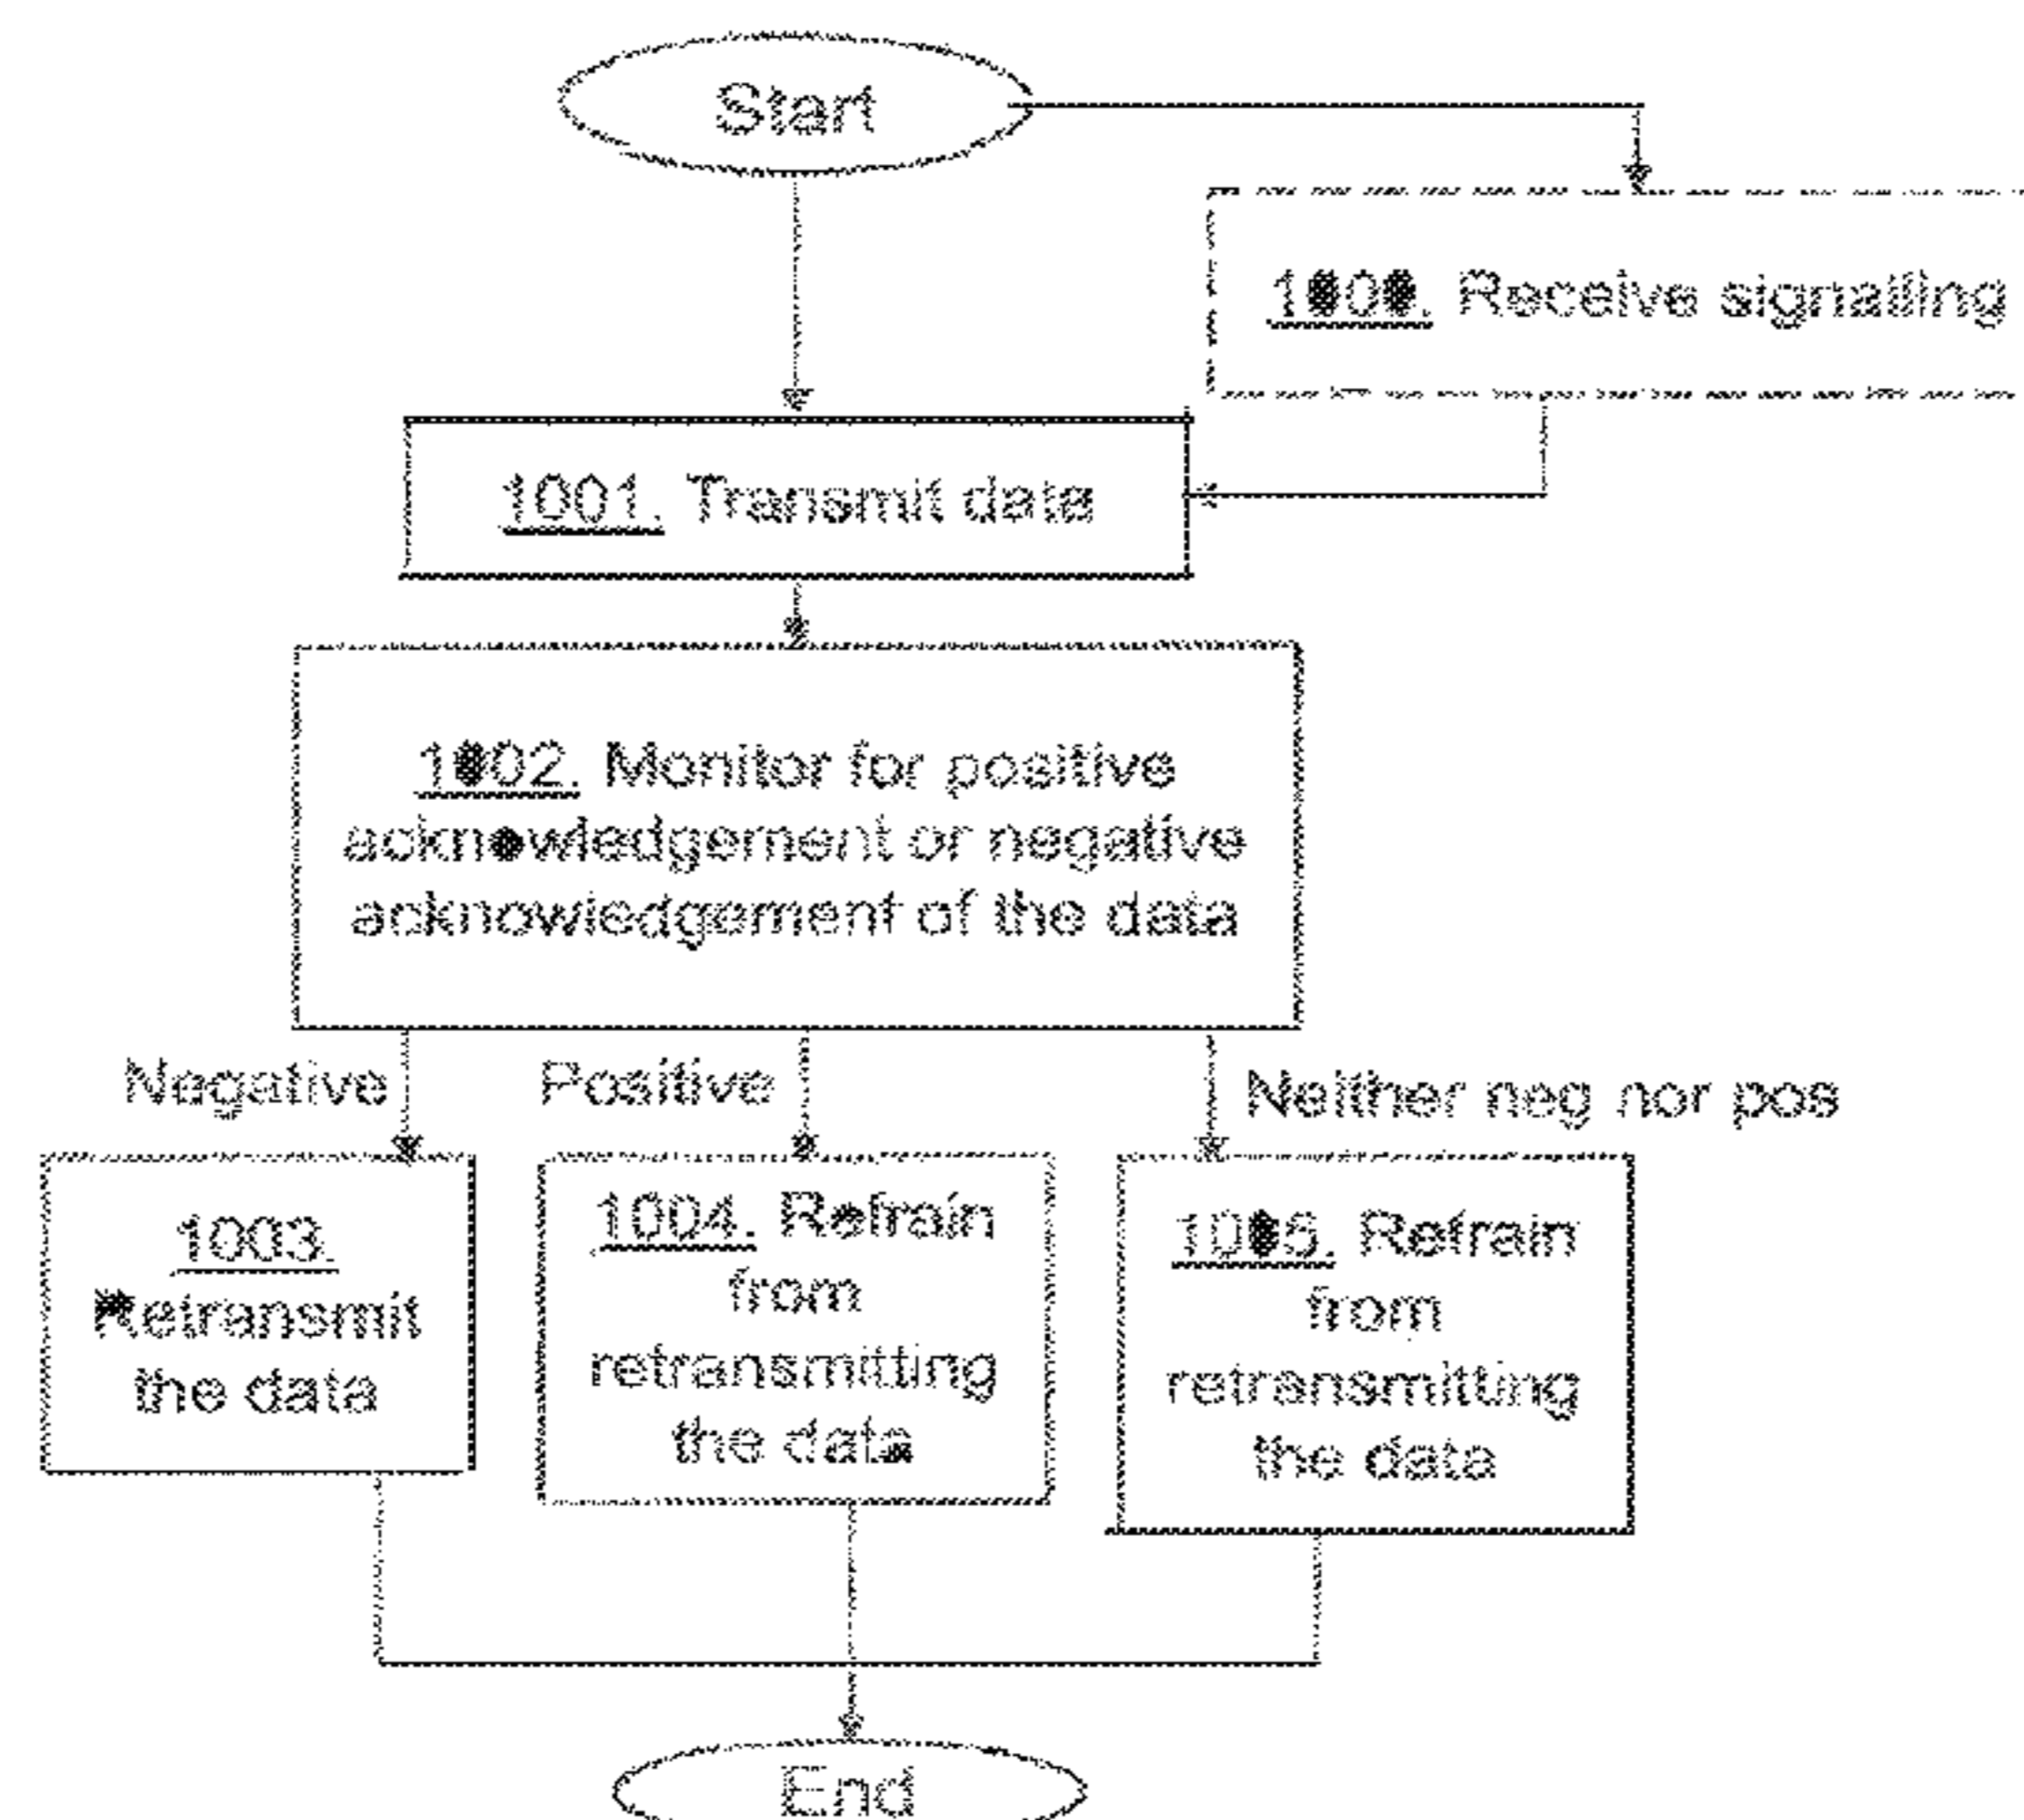 Start
1000. Receive signalling
1001. Transmit data
1002. Monitor for positive
acknowledgement or negative
acknowledgement of the data
Negative
Positive
Neither neg nor pos
1003.
Retransmit
the data
1004. Refrain
from
retransmitting
the data
1005. Refrain
from
retransmitting
the data
End